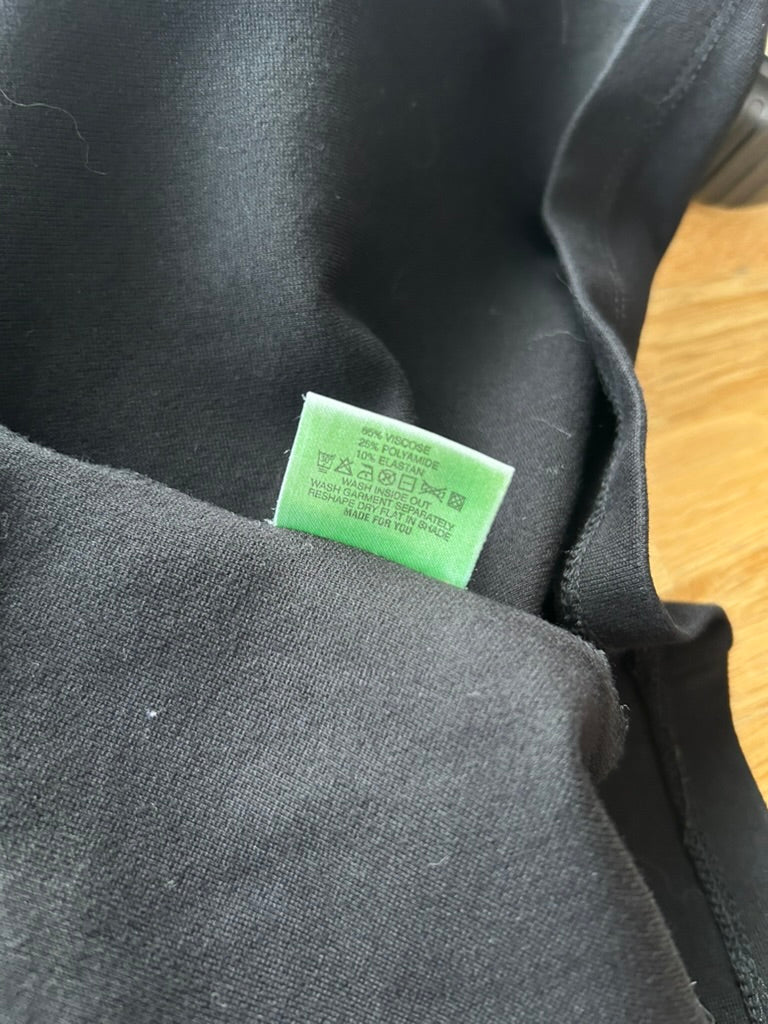 65% VISCOSE
25% POLYAMIDE
10% ELASTAN
WASH INSIDE OUT
WASH GARMENT SEPARATELY
RESHAPE DRY FLAT IN SHADE
MADE FOR YOU